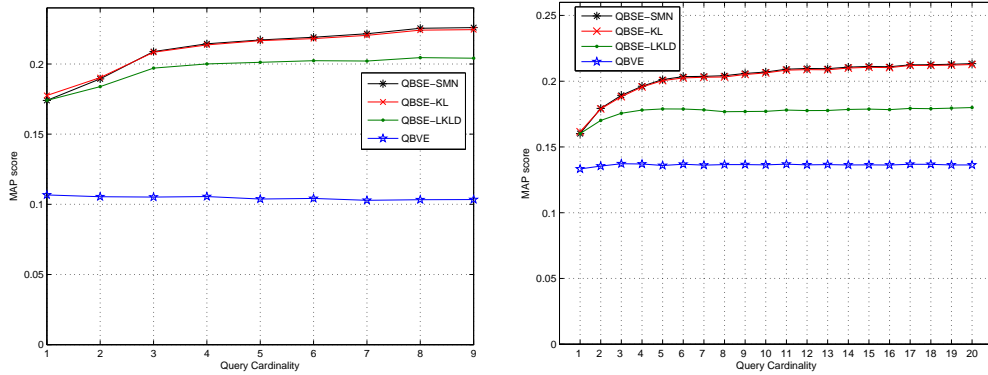 0.2
0.15
0.1
0.05
0
MAP score
1 2 3 4 5 6 7 8 9
Query Cardinality
QBSE−SMN
QBSE−KL
QBSE−LKLD
QBVE
0.25
0.2
0.15
0.1
0.05
0
MAP score
1 2 3 4 5 6 7 8 9 10 11 12 13 14 15 16 17 18 19 20
Query Cardinality
QBSE−SMN
QBSE−KL
QBSE−LKLD
QBVE